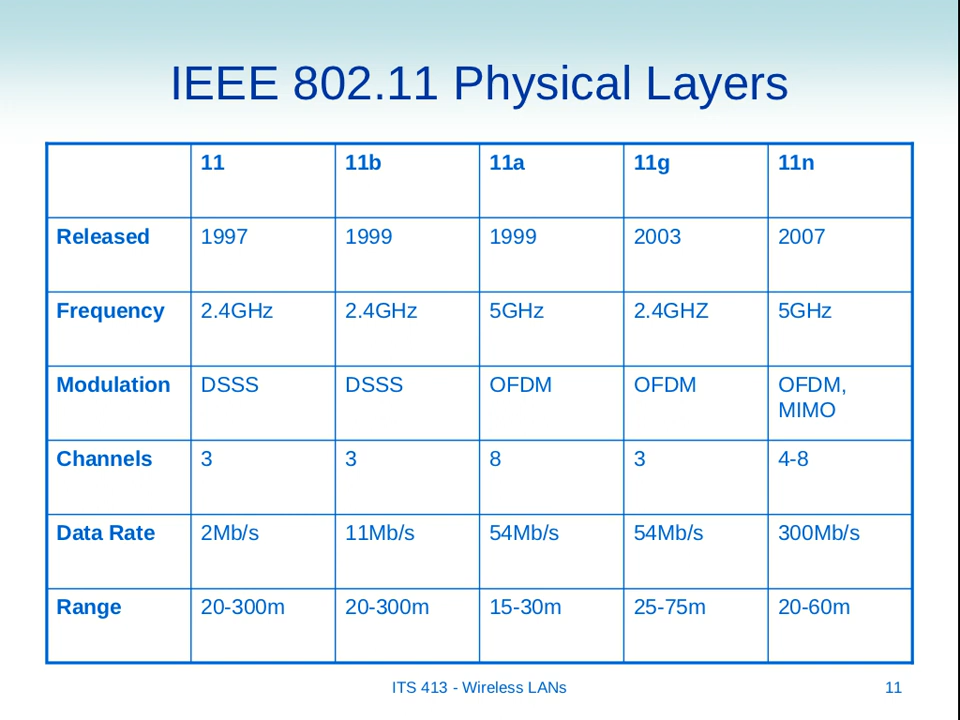 IEEE 802.11 Physical Layers
11 11b 11a 11g 11n
Released 1997 1999 1999 2003 2007
Frequency 2.4GHz 2.4GHz 5GHz 2.4GHZ 5GHz
Modulation DSSS DSSS OFDM OFDM OFDM,
MIMO
Channels 3 3 8 3 4-8
Data Rate 2Mb/s 11Mb/s 54Mb/s 54Mb/s 300Mb/s
Range 20-300m 20-300m 15-30m 25-75m 20-60m
ITS 413 - Wireless LANs 11